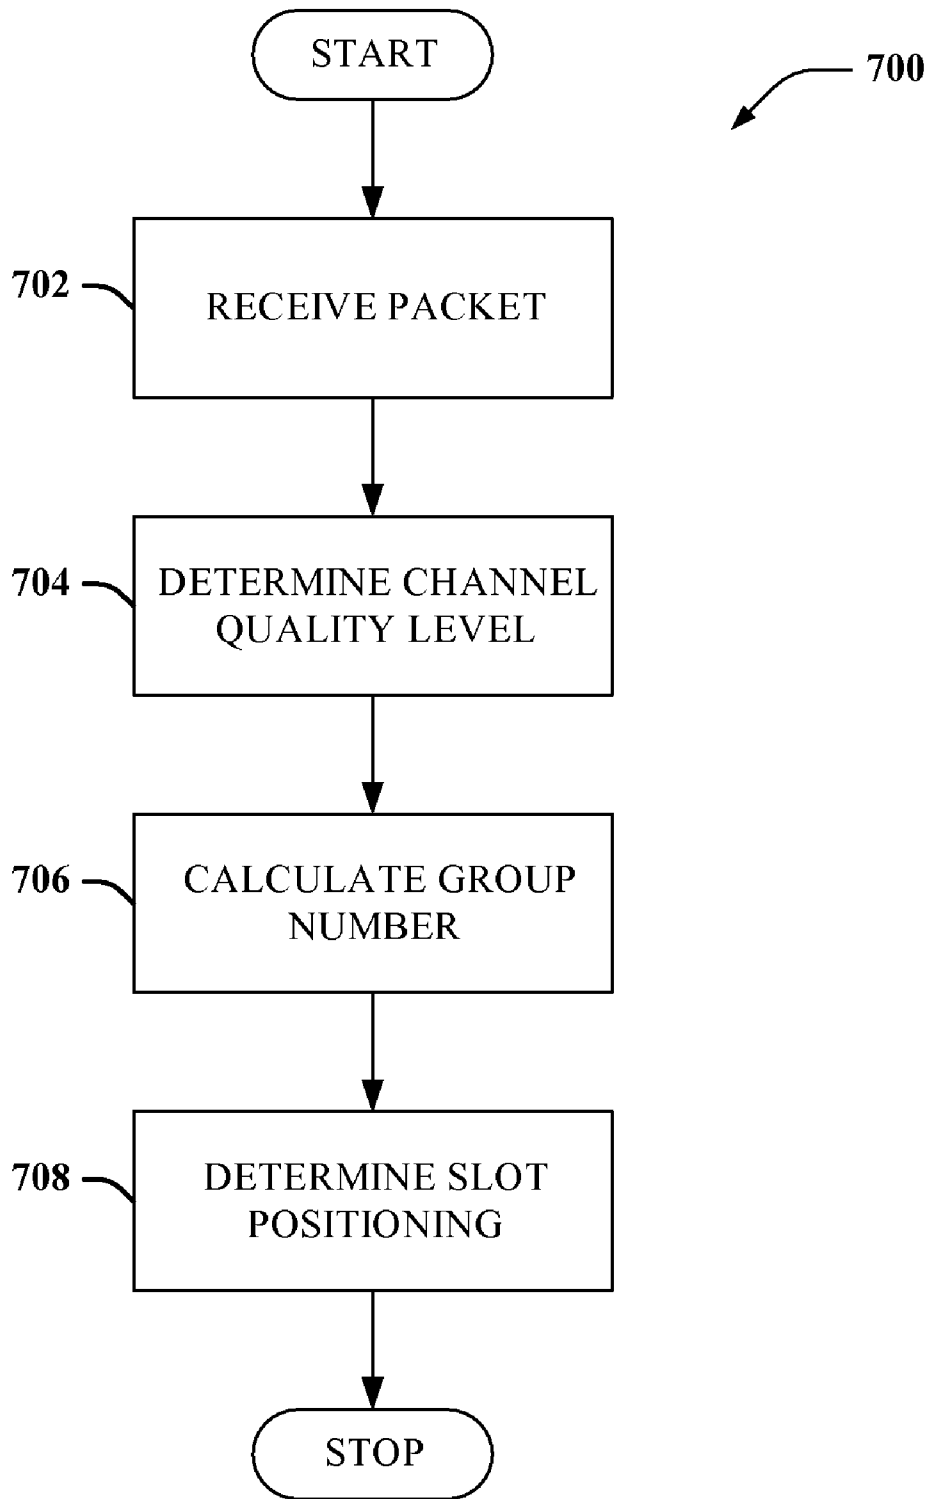 START
700
702
RECEIVE PACKET
704
DETERMINE CHANNEL
QUALITY LEVEL
706
CALCULATE GROUP
NUMBER
708
DETERMINE SLOT
POSITIONING
STOP